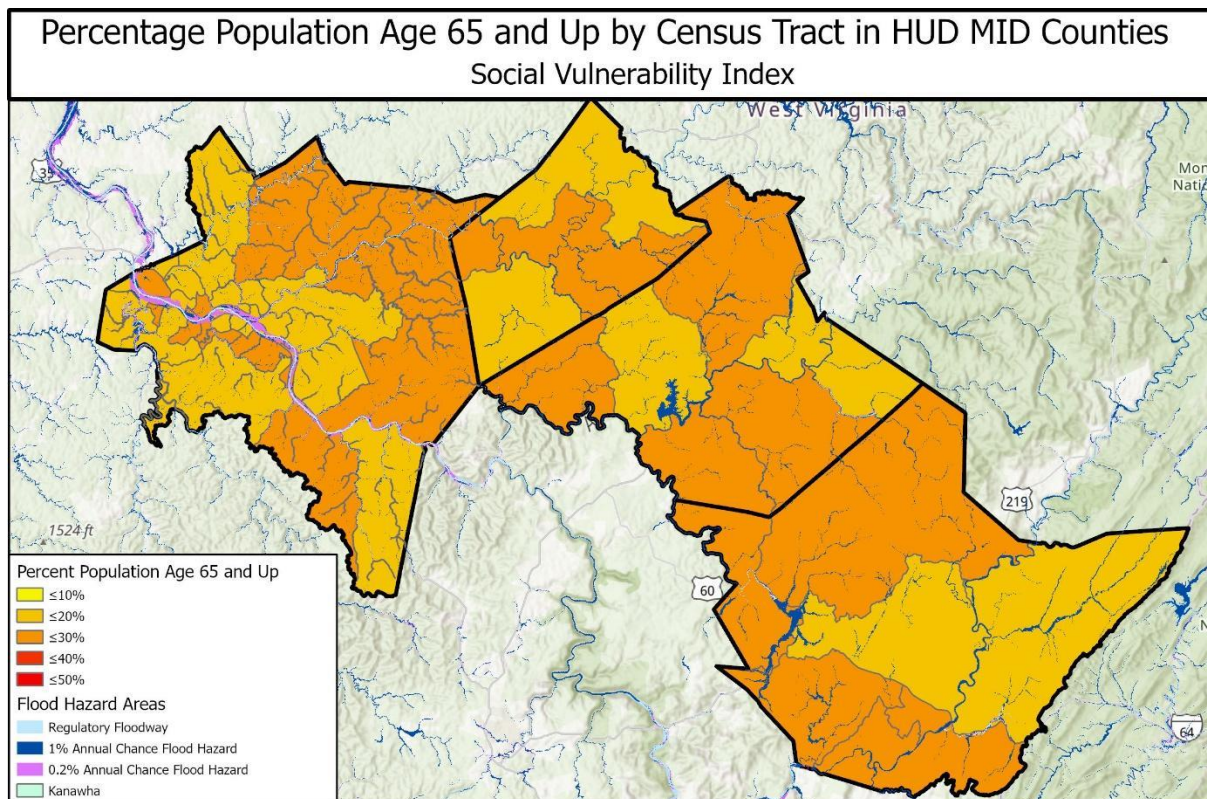 Percentage Population Age 65 and Up by Census Tract in HUD MID Counties
Social Vulnerability Index
West Virginia
35
Mon
Nati
219
1524 ft
60
N
64
Percent Population Age 65 and Up
≤10%
≤20%
≤30%
≤40%
≤50%
Flood Hazard Areas
Regulatory Floodway
1% Annual Chance Flood Hazard
0.2% Annual Chance Flood Hazard
Kanawha